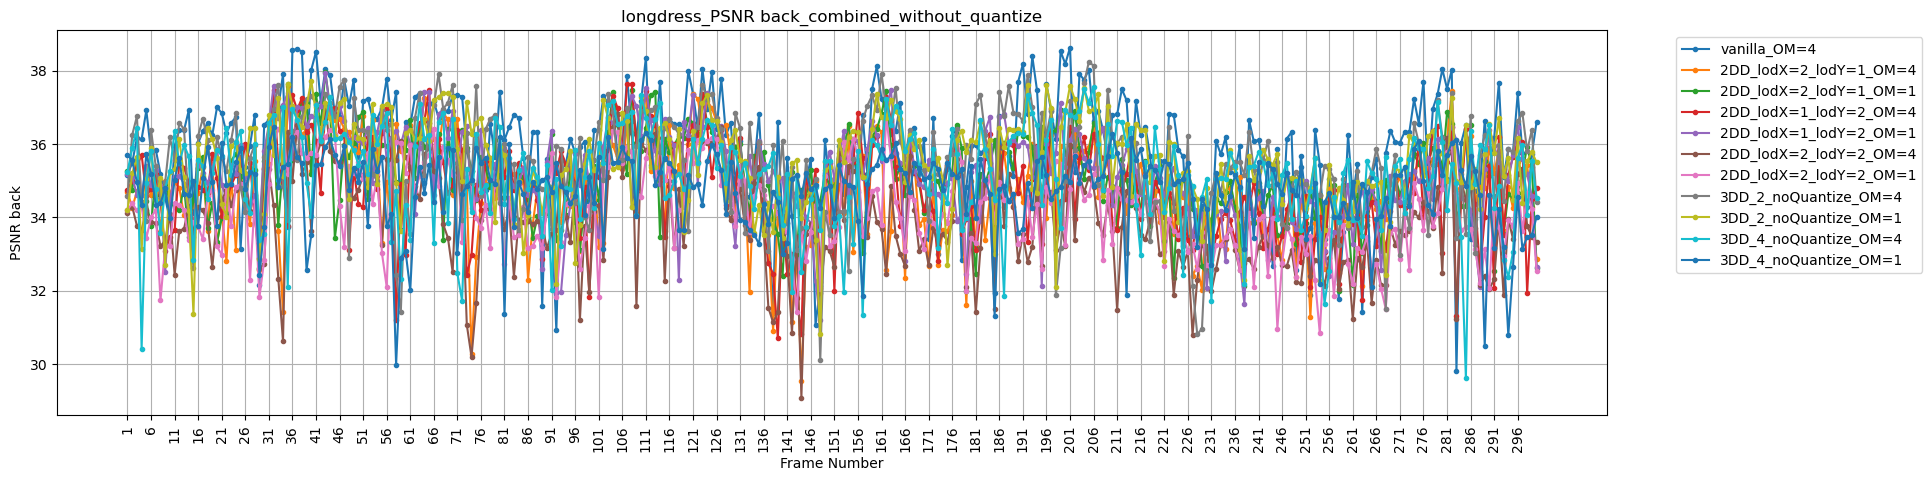 longdress_PSNR back_combined_without_quantize
PSNR back
38
36
34
32
30
1 6 11 16 21 26 31 36 41 46 51 56 61 66 71 76 81 86 91 96 101 106 111 116 121 126 131 136 141 146 151 156 161 166 171 176 181 186 191 196 201 206 211 216 221 226 231 236 241 246 251 256 261 266 271 276 281 286 291 296
Frame Number
vanilla_OM=4
2DD_lodX=2_lodY=1_OM=4
2DD_lodX=2_lodY=1_OM=1
2DD_lodX=1_lodY=2_OM=4
2DD_lodX=1_lodY=2_OM=1
2DD_lodX=2_lodY=2_OM=4
2DD_lodX=2_lodY=2_OM=1
3DD_2_noQuantize_OM=4
3DD_2_noQuantize_OM=1
3DD_4_noQuantize_OM=4
3DD_4_noQuantize_OM=1